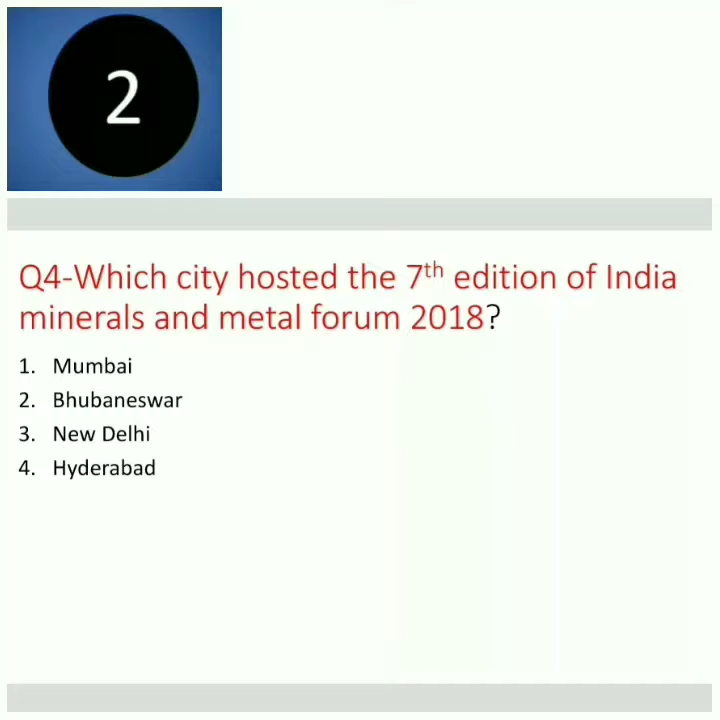 2
Q4-Which city hosted the 7th edition of India
minerals and metal forum 2018?
1. Mumbai
2. Bhubaneswar
3. New Delhi
4. Hyderabad